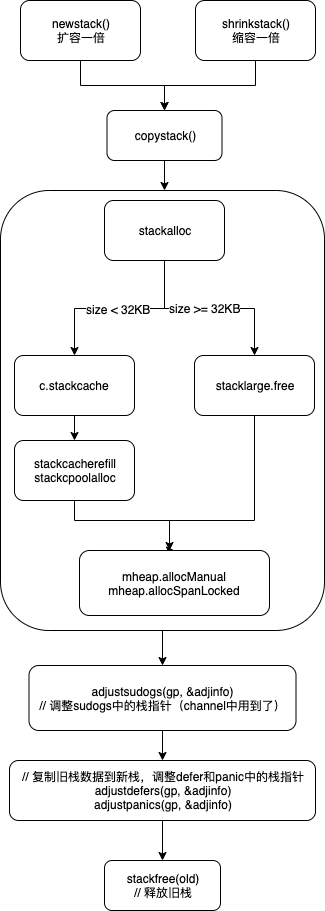 newstack()
扩容一倍
shrinkstack()
缩容一倍
copystack()
stackalloc
size < 32KB
size >= 32KB
c.stackcache
stacklarge.free
stackcacherefill
stackcpoolalloc
mheap.allocManual
mheap.allocSpanLocked
adjustsudogs(gp, &adjinfo)
// 调整sudogs中的栈指针（channel中用到了）
// 复制旧栈数据到新栈，调整defer和panic中的栈指针
adjustdefers(gp, &adjinfo)
adjustpanics(gp, &adjinfo)
stackfree(old)
// 释放旧栈